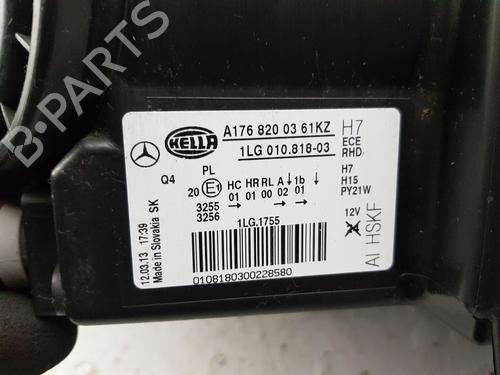 B-PARTS
HELLA
A176 820 03 61KZ H7
1LG 010.818-03 ECE
RHD
PL
Q4
20 E1 HC HR RL A 1b
01 01 00 02 01
3255
3256
1LG.1755
H7
H15
PY21W
12V
AI HSKF
0108180300228580
12.03.13 17:39
Made in Slovakia SK